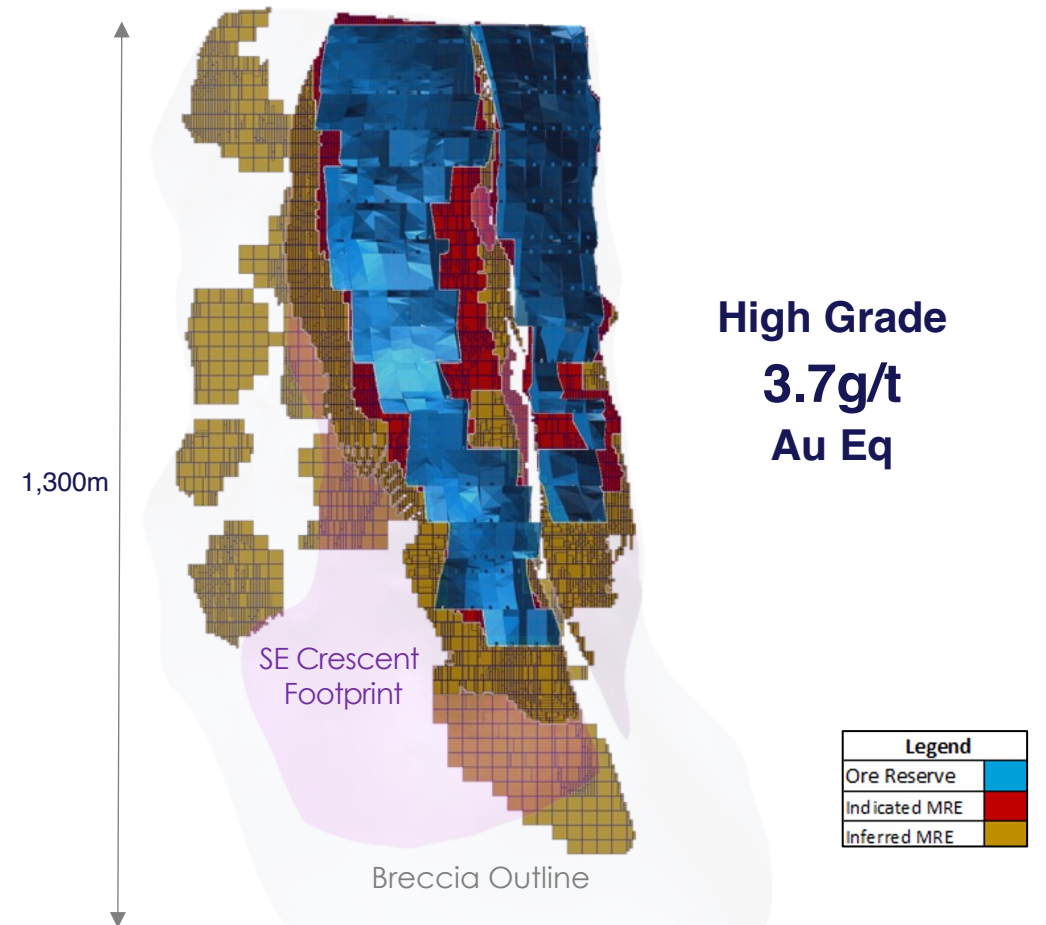 High Grade
3.7g/t
Au Eq
1,300m
SE Crescent
Footprint
Legend
Ore Reserve
Indicated MRE
Inferred MRE
Breccia Outline